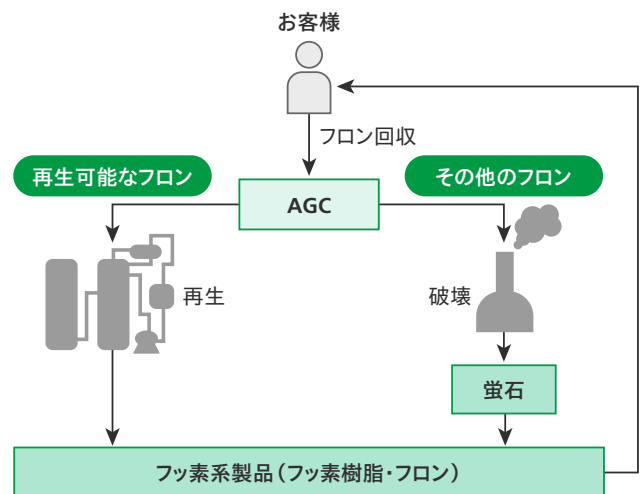 お客様
フロン回収
再生可能なフロン
その他のフロン
AGC
再生
破壊
蛍石
フッ素系製品（フッ素樹脂・フロン）